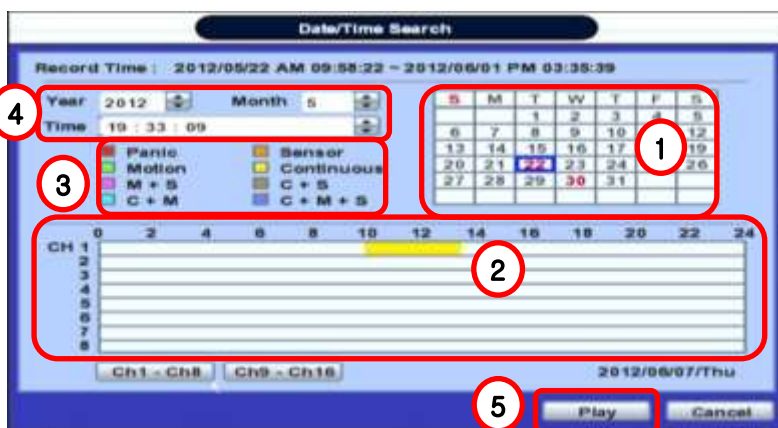 Date/Time Search
Record Time : 2012/05/22 AM 09:58:22 ~ 2012/06/01 PM 03:35:39
4
Year 2012 Month 5
Time 19 : 33 : 09
S M T W T F S
1 2 3 4 5
6 7 8 9 10 12
13 14 15 16 17 19
20 21 22 23 24 26
27 28 29 30 31
1
3
Panic Sensor
Motion Continuous
M + S C + S
C + M C + M + S
0 2 4 6 8 10 12 14 16 18 20 22 24
CH 1
2
3
4
5
6
7
8
2
Ch1 - Ch8 Ch9 - Ch16 2012/06/07/Thu
5
Play Cancel